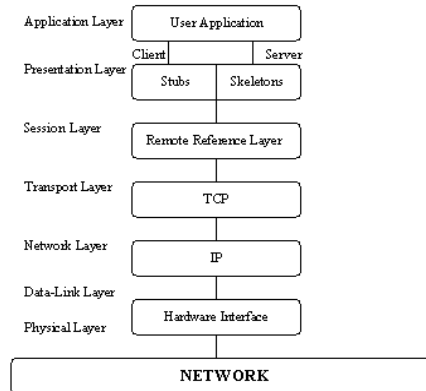 Application Layer
User Application
Client
Server
Presentation Layer
Stubs
Skeletons
Session Layer
Remote Reference Layer
Transport Layer
TCP
Network Layer
IP
Data-Link Layer
Hardware Interface
Physical Layer
NETWORK